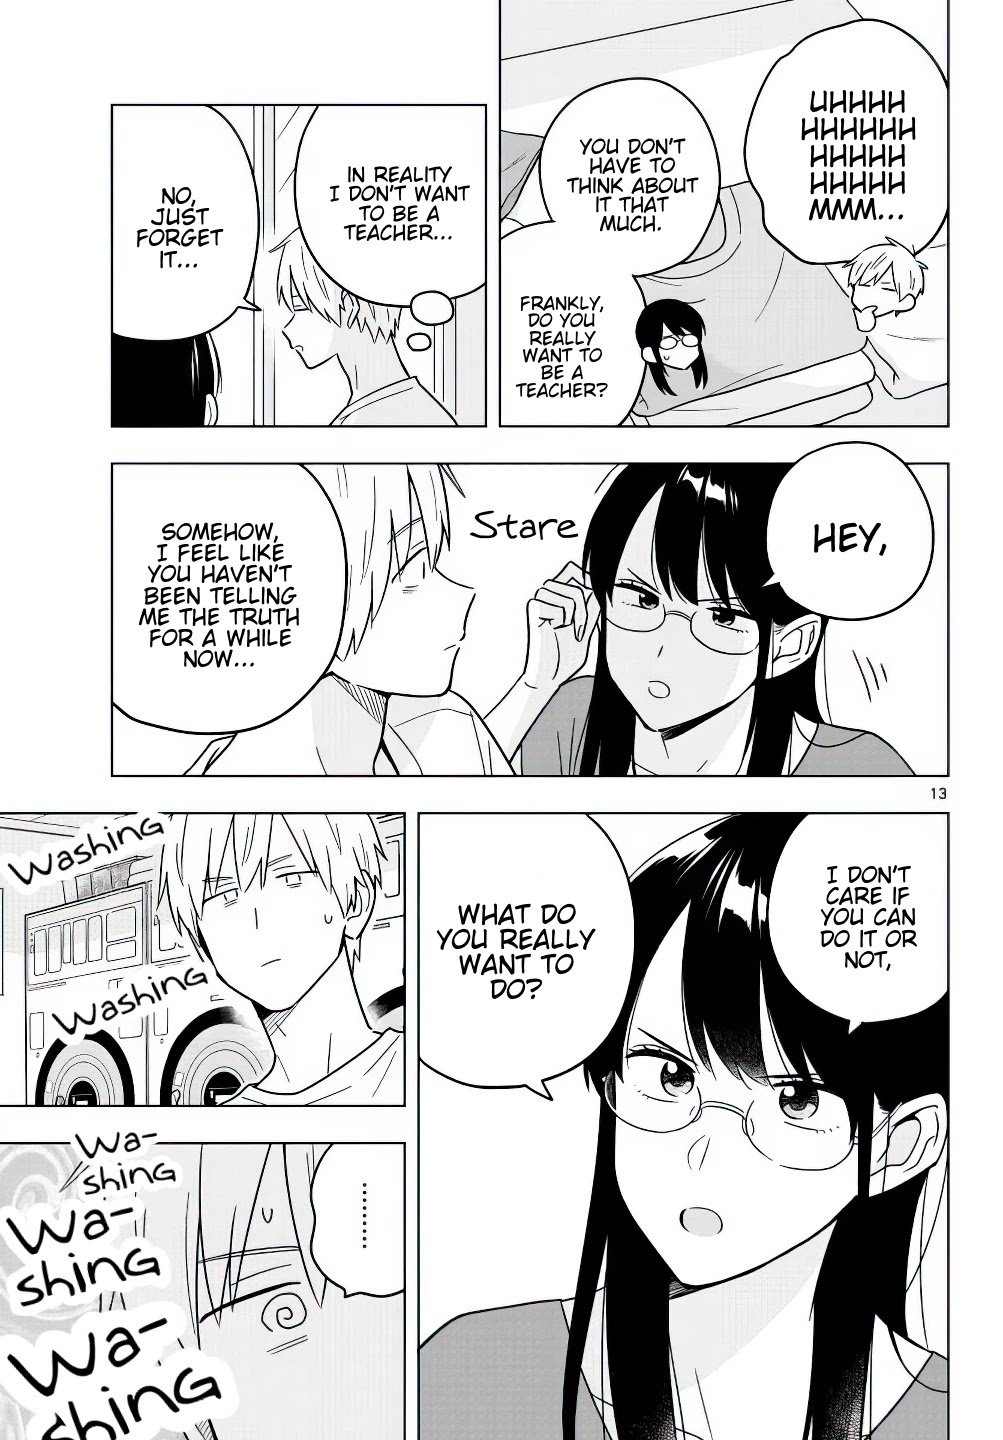 UHHHH
HHHHHH
HHHHH
HHHHH
MMM...
YOU DON'T
HAVE TO
THINK ABOUT
IT THAT
MUCH.
FRANKLY,
DO YOU
REALLY
WANT TO
BE A
TEACHER?
IN REALITY
I DON'T WANT
TO BE A
TEACHER...
NO,
JUST
FORGET
IT...
HEY,
Stare
SOMEHOW,
I FEEL LIKE
YOU HAVEN'T
BEEN TELLING
ME THE TRUTH
FOR A WHILE
NOW...
13
I DON'T
CARE IF
YOU CAN
DO IT OR
NOT,
WHAT DO
YOU REALLY
WANT TO
DO?
Washing
Washing
........
Wa-
shing
Wa-
shing
Wa-
shing